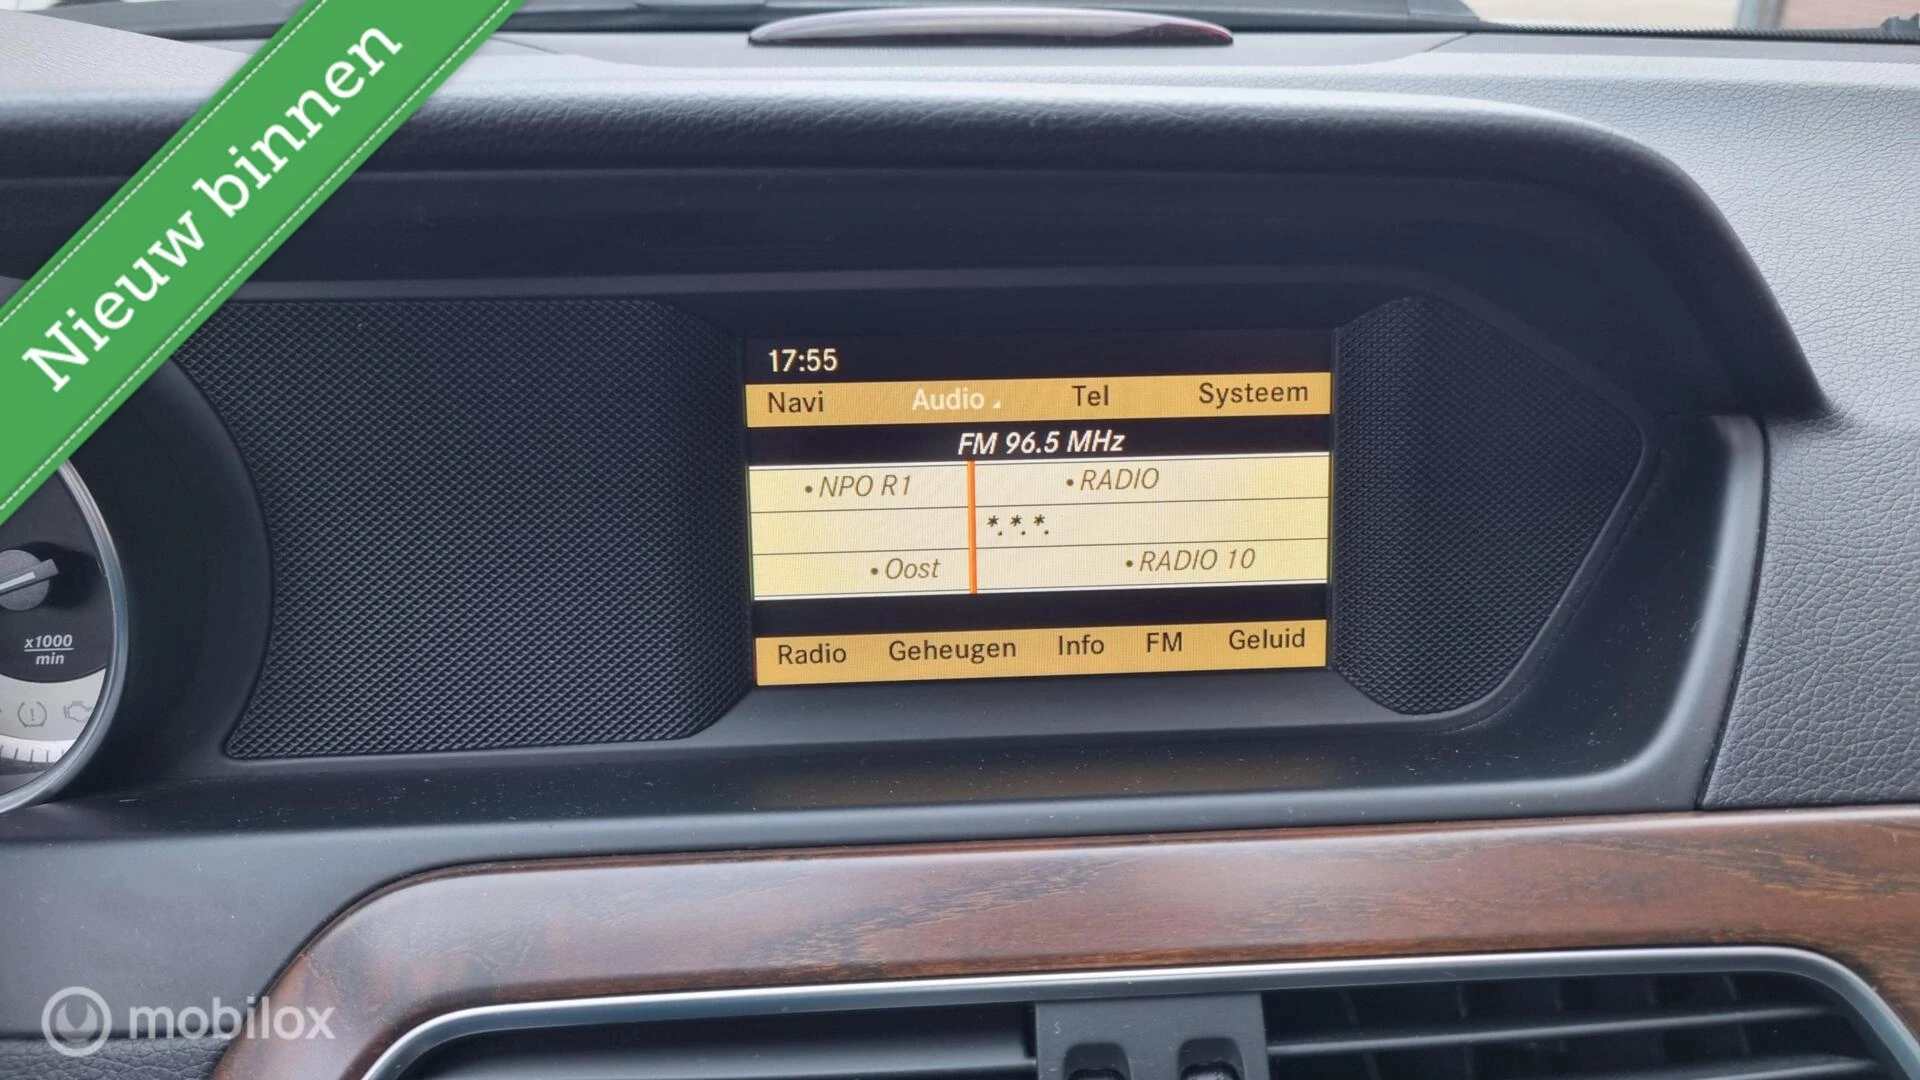 Nieuw binnen
17:55
Navi Audio Tel Systeem
FM 96.5 MHz
•NPO R1 •RADIO
*.*.*.
•Oost •RADIO 10
Radio Geheugen Info FM Geluid
x1000
min
mobilox